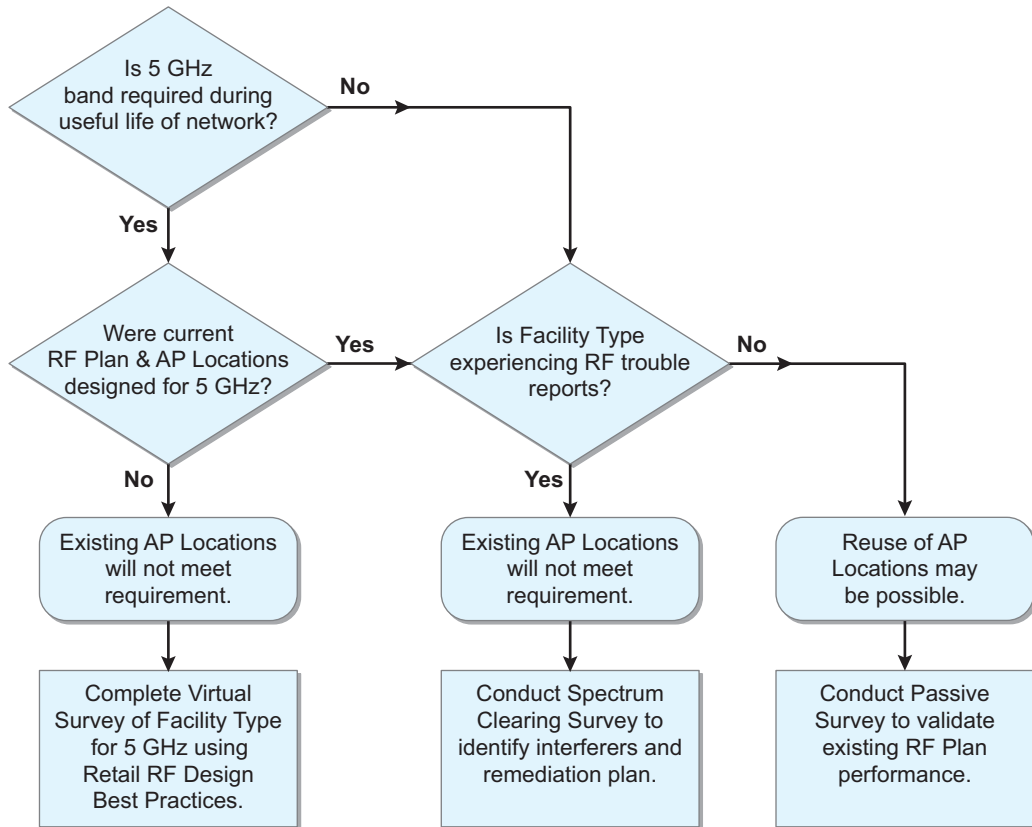 Is 5 GHz
band required during
useful life of network?
No
Yes
Were current
RF Plan & AP Locations
designed for 5 GHz?
Yes
Is Facility Type
experiencing RF trouble
reports?
No
No
Yes
Existing AP Locations
will not meet
requirement.
Existing AP Locations
will not meet
requirement.
Reuse of AP
Locations may
be possible.
Complete Virtual
Survey of Facility Type
for 5 GHz using
Retail RF Design
Best Practices.
Conduct Spectrum
Clearing Survey to
identify interferers and
remediation plan.
Conduct Passive
Survey to validate
existing RF Plan
performance.